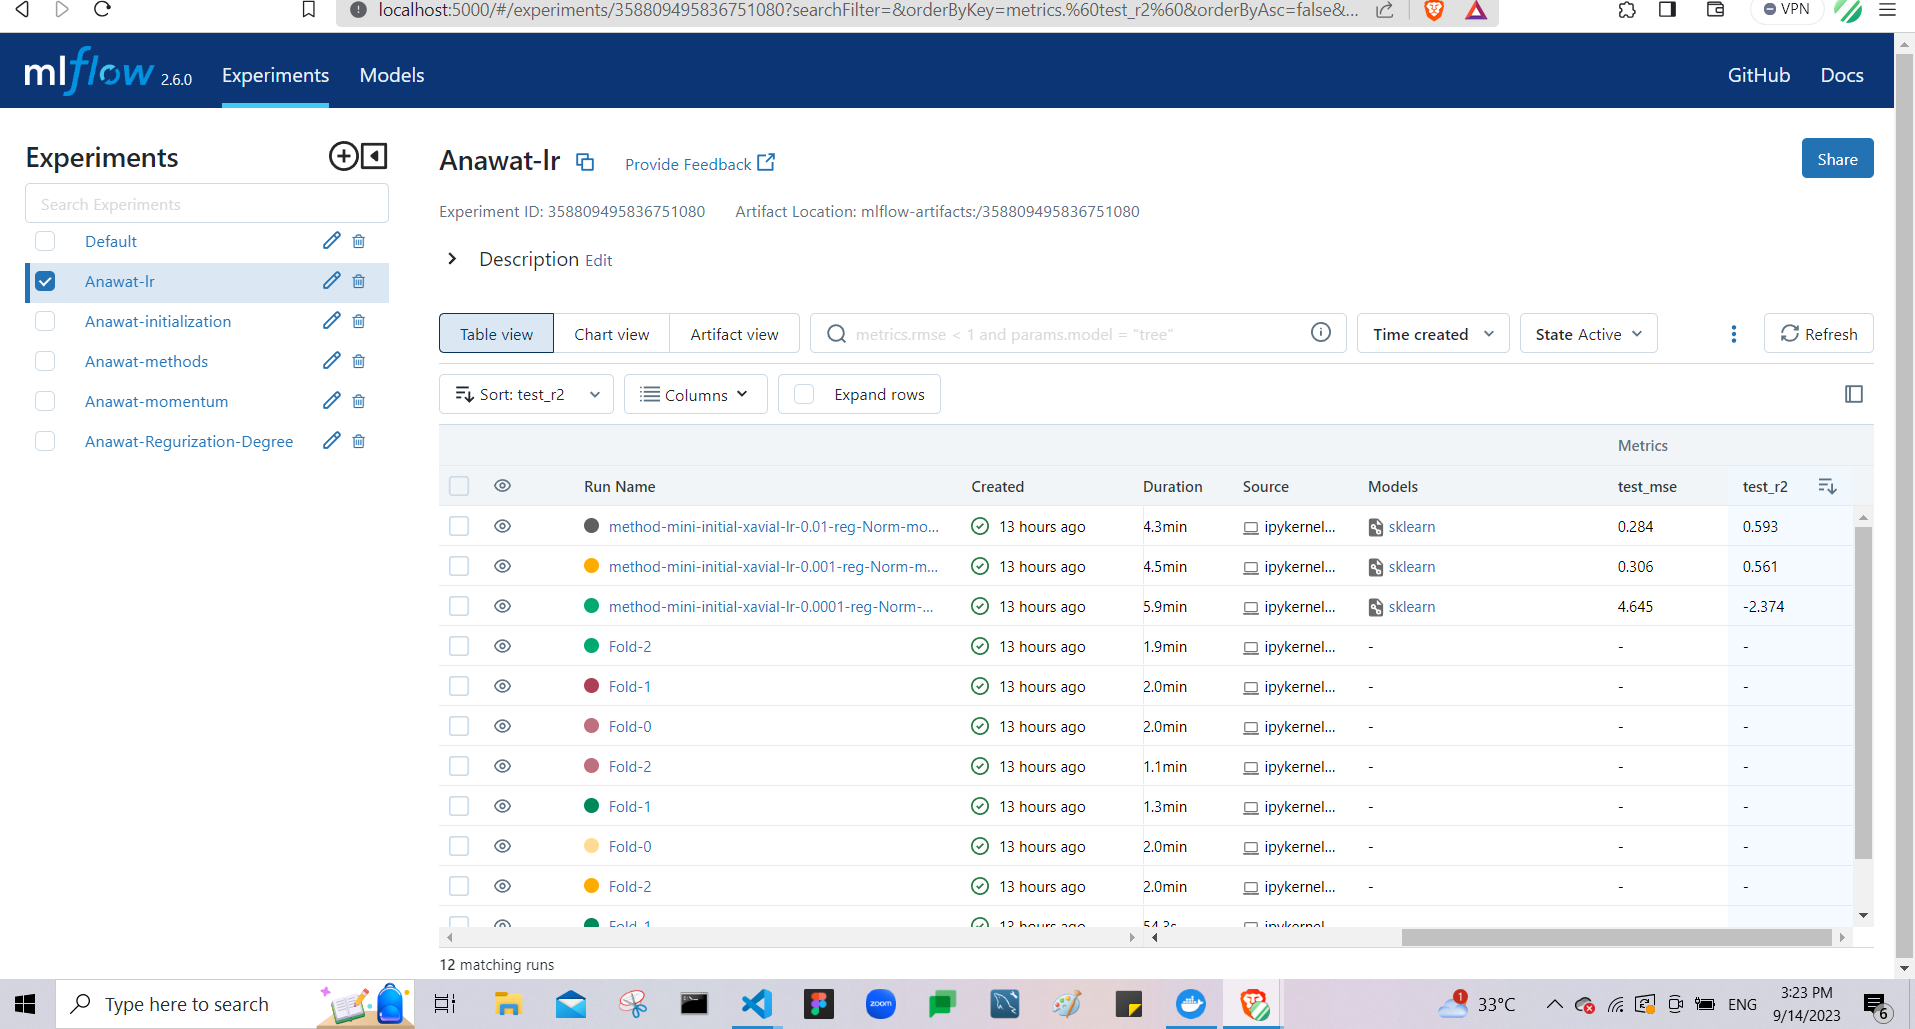 localhost:5000/#/experiments/358809495836751080?searchFilter=&orderByKey=metrics.%60test_r2%60&orderByAsc=false&...
VPN
mlflow 2.6.0 Experiments Models GitHub Docs
Experiments
Search Experiments
Default
Anawat-lr
Anawat-initialization
Anawat-methods
Anawat-momentum
Anawat-Regurization-Degree
Anawat-lr Provide Feedback Share
Experiment ID: 358809495836751080 Artifact Location: mlflow-artifacts:/358809495836751080
Description Edit
Table view Chart view Artifact view metrics.rmse < 1 and params.model = "tree" Time created State Active Refresh
Sort: test_r2 Columns Expand rows
Metrics
Run Name Created Duration Source Models test_mse test_r2
method-mini-initial-xavial-lr-0.01-reg-Norm-mo... 13 hours ago 4.3min ipykernel... sklearn 0.284 0.593
method-mini-initial-xavial-lr-0.001-reg-Norm-m... 13 hours ago 4.5min ipykernel... sklearn 0.306 0.561
method-mini-initial-xavial-lr-0.0001-reg-Norm-... 13 hours ago 5.9min ipykernel... sklearn 4.645 -2.374
Fold-2 13 hours ago 1.9min ipykernel... - - -
Fold-1 13 hours ago 2.0min ipykernel... - - -
Fold-0 13 hours ago 2.0min ipykernel... - - -
Fold-2 13 hours ago 1.1min ipykernel... - - -
Fold-1 13 hours ago 1.3min ipykernel... - - -
Fold-0 13 hours ago 2.0min ipykernel... - - -
Fold-2 13 hours ago 2.0min ipykernel... - - -
Fold-1 13 hours ago 54.3s ipykernel
12 matching runs
Type here to search zoom 1 33°C ENG 3:23 PM
9/14/2023 6